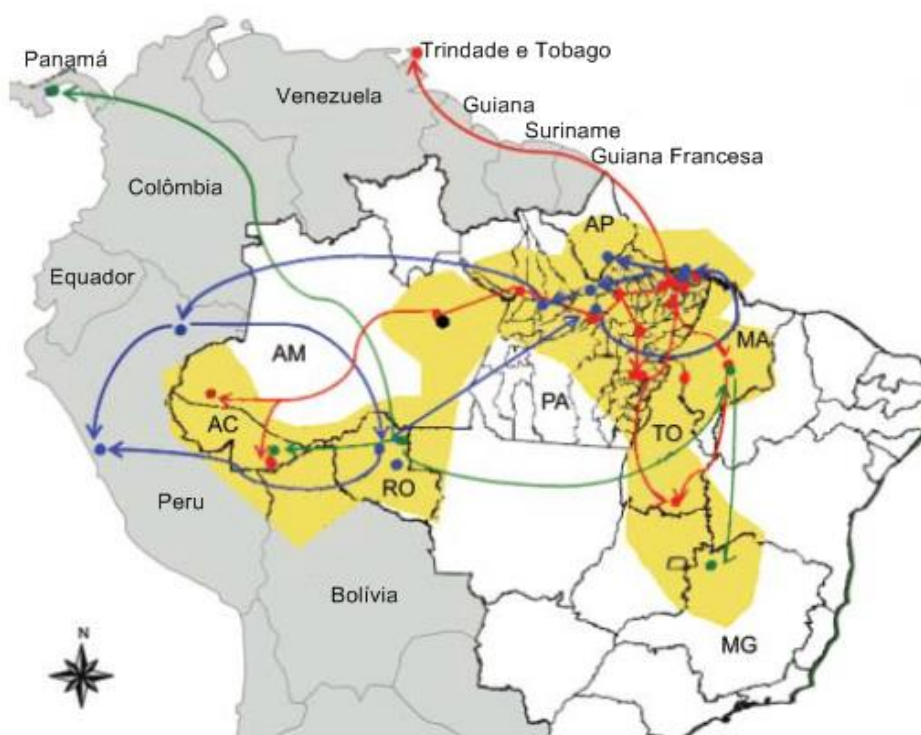 Panamá
Trindade e Tobago
Venezuela
Guiana
Suriname
Guiana Francesa
Colômbia
AP
Equador
AM
MA
PA
AC
TO
RO
Peru
Bolívia
MG
N